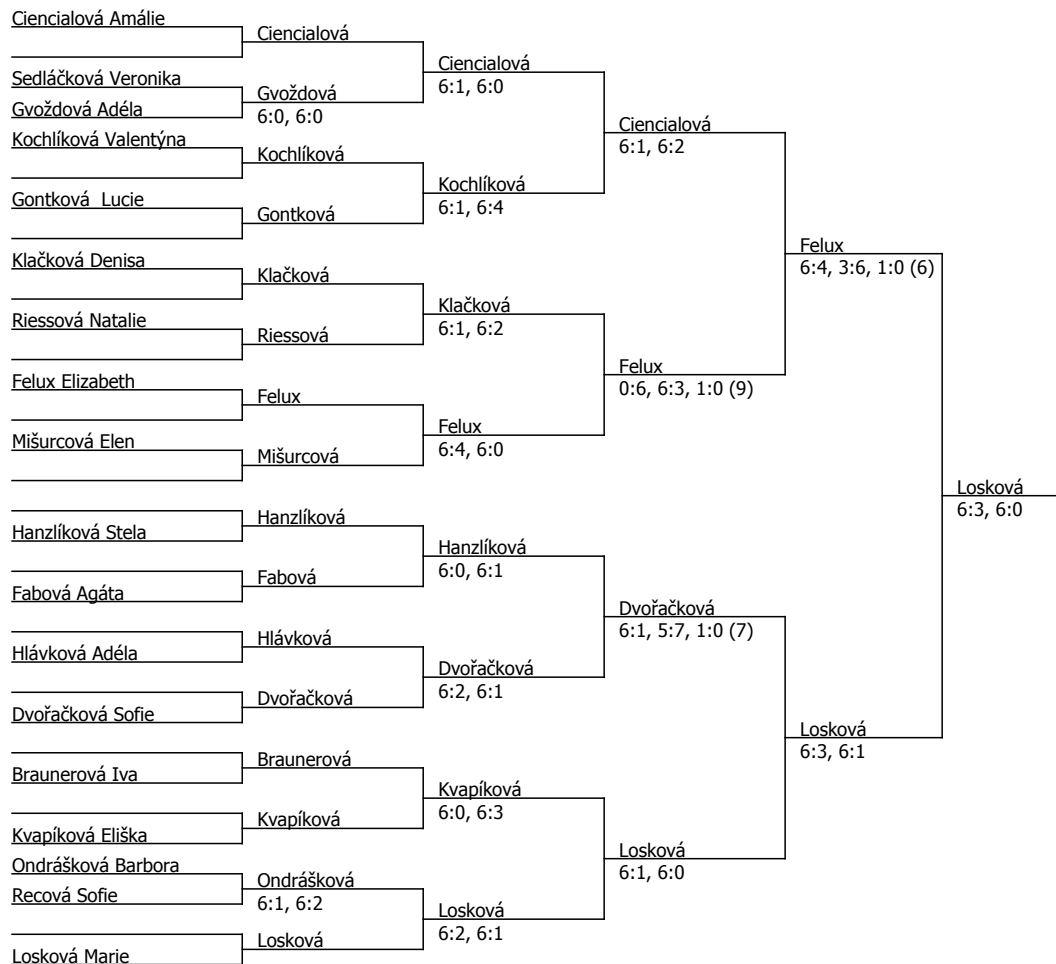 Ciencialová Amálie
Sedláčková Veronika
Gvoždová Adéla
Kochlíková Valentýna
Gontková  Lucie
Klačková Denisa
Riessová Natalie
Felux Elizabeth
Mišurcová Elen
Hanzlíková Stela
Fabová Agáta
Hlávková Adéla
Dvořačková Sofie
Braunerová Iva
Kvapíková Eliška
Ondrášková Barbora
Recová Sofie
Losková Marie
Ciencialová
Gvoždová
6:0, 6:0
Kochlíková
Gontková
Klačková
Riessová
Felux
Mišurcová
Hanzlíková
Fabová
Hlávková
Dvořačková
Braunerová
Kvapíková
Ondrášková
6:1, 6:2
Losková
Ciencialová
6:1, 6:0
Kochlíková
6:1, 6:4
Klačková
6:1, 6:2
Felux
6:4, 6:0
Hanzlíková
6:0, 6:1
Dvořačková
6:2, 6:1
Kvapíková
6:0, 6:3
Losková
6:2, 6:1
Ciencialová
6:1, 6:2
Felux
0:6, 6:3, 1:0 (9)
Dvořačková
6:1, 5:7, 1:0 (7)
Losková
6:1, 6:0
Felux
6:4, 3:6, 1:0 (6)
Losková
6:3, 6:1
Losková
6:3, 6:0